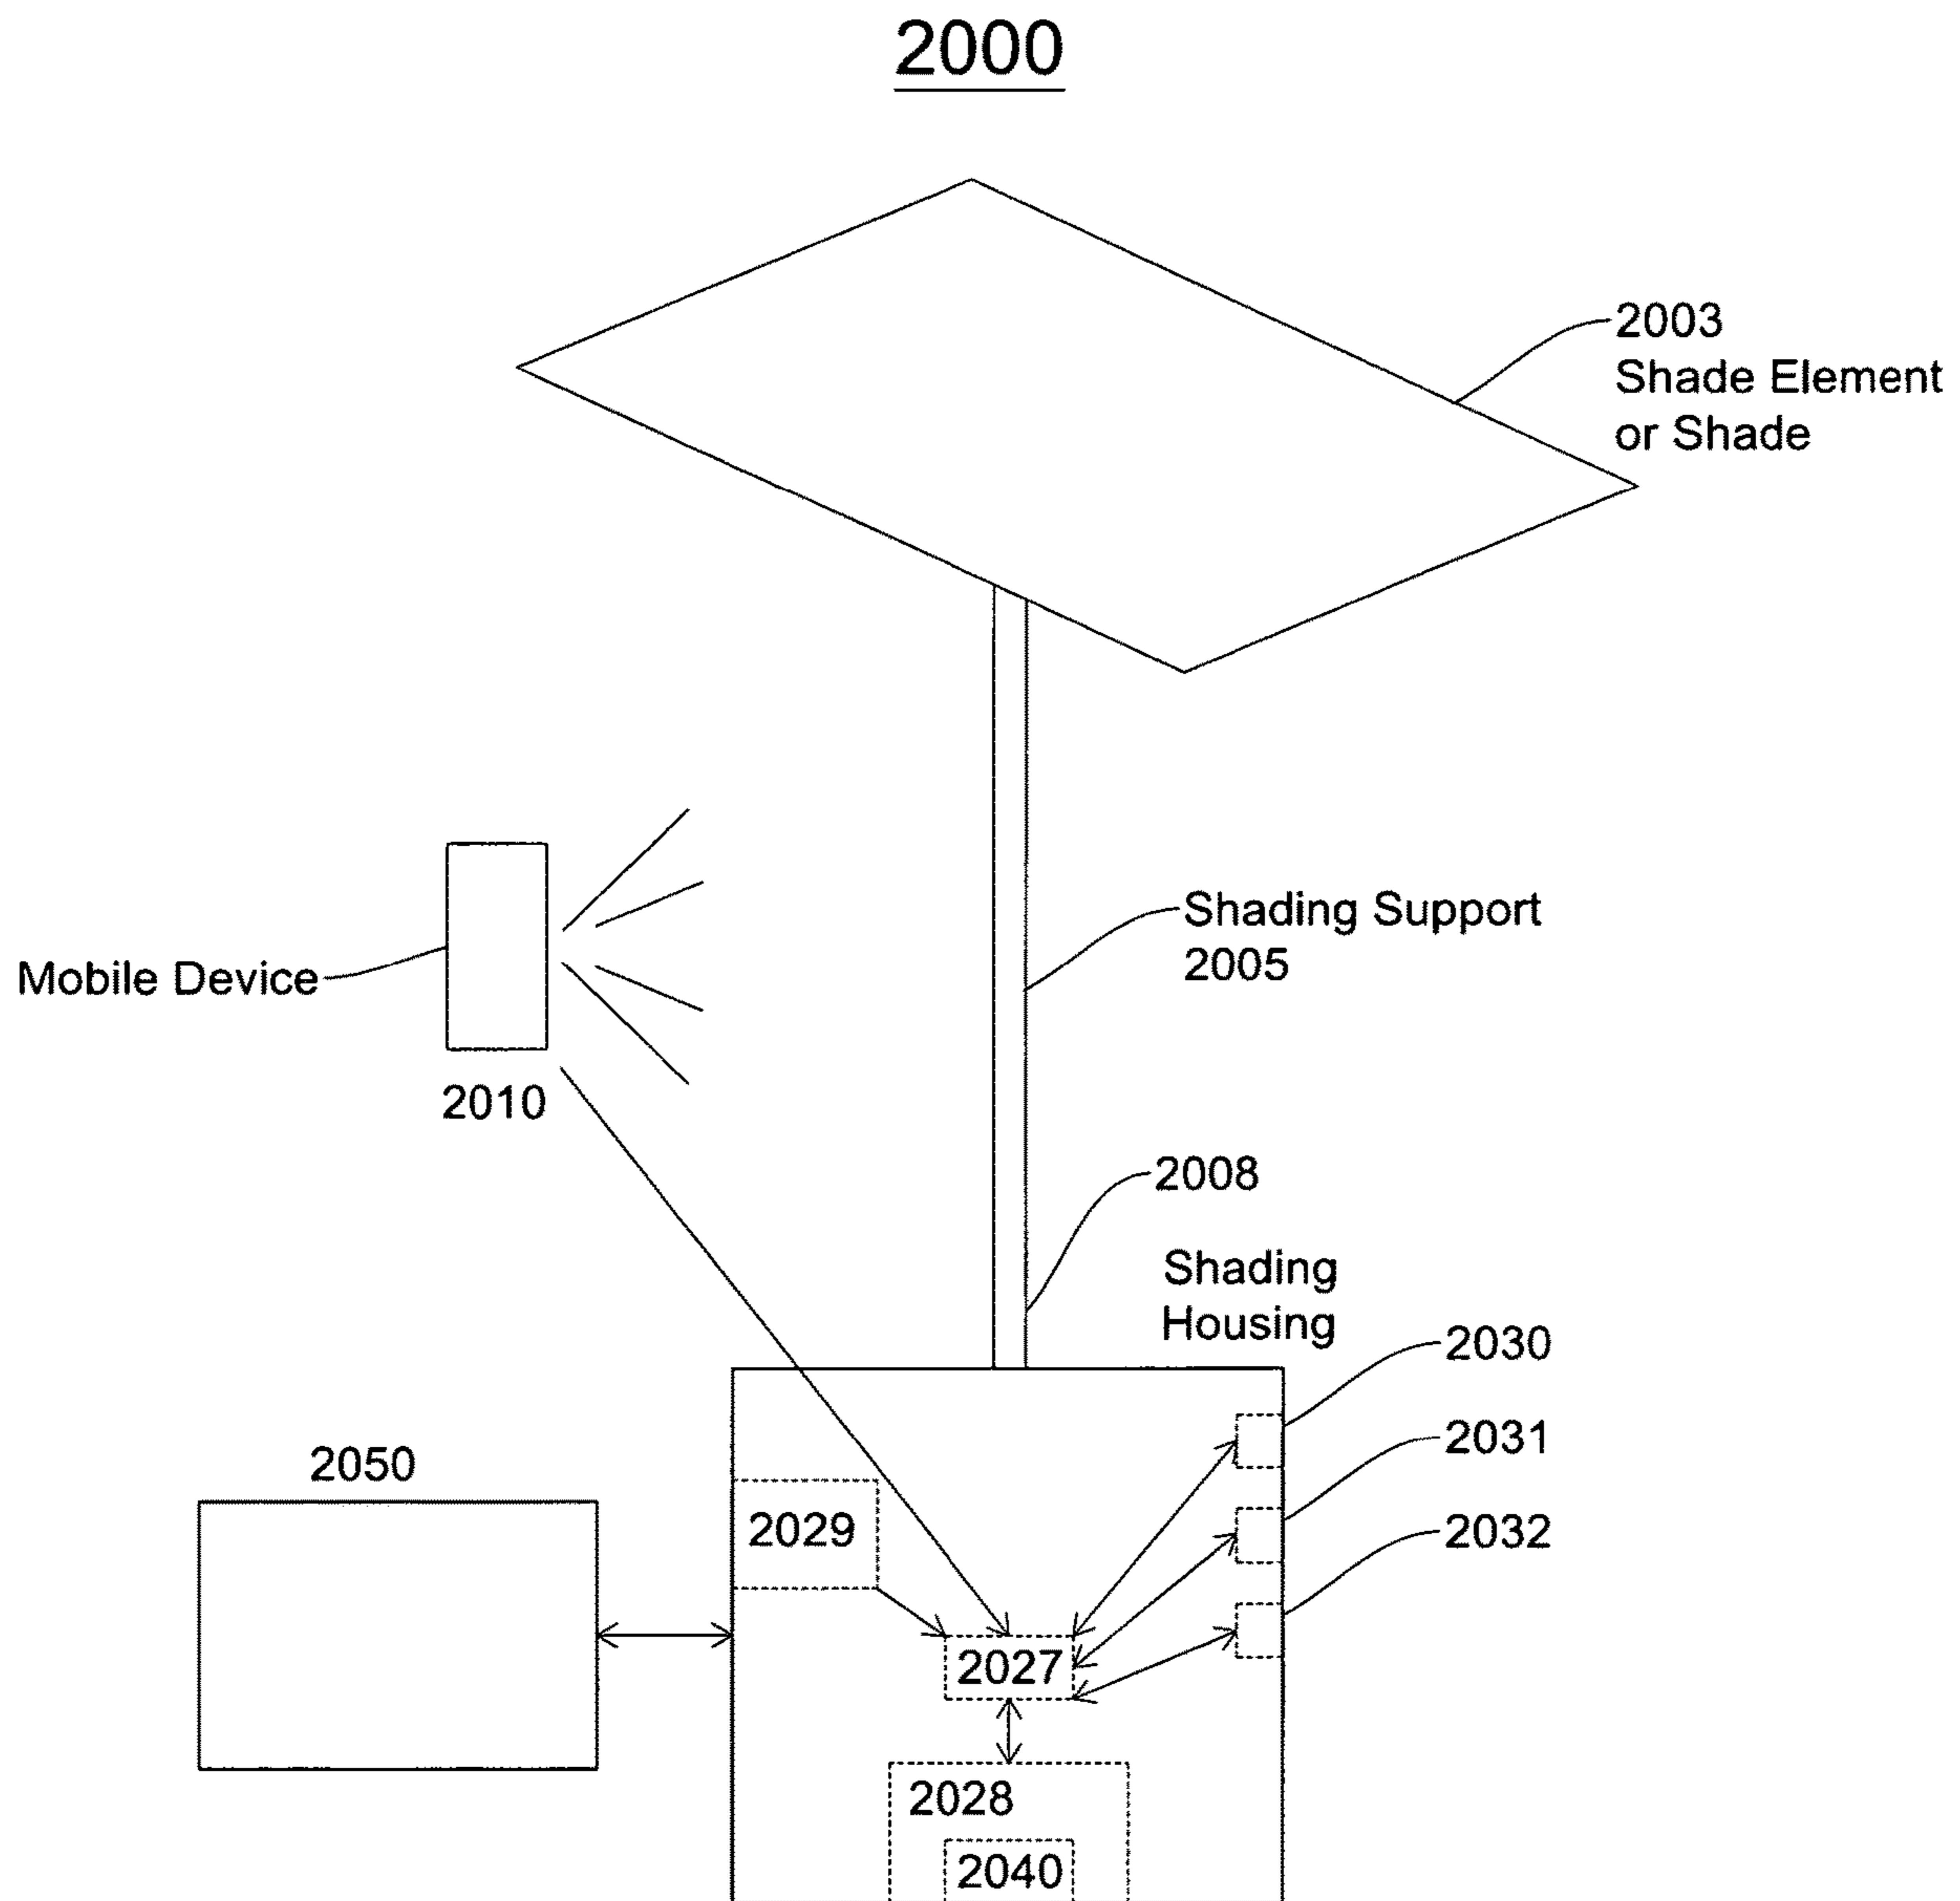 2000
2003
Shade Element
or Shade
Shading Support
2005
Mobile Device
2010
2008
Shading
Housing
2030
2031
2032
2050
2029
2027
2028
2040